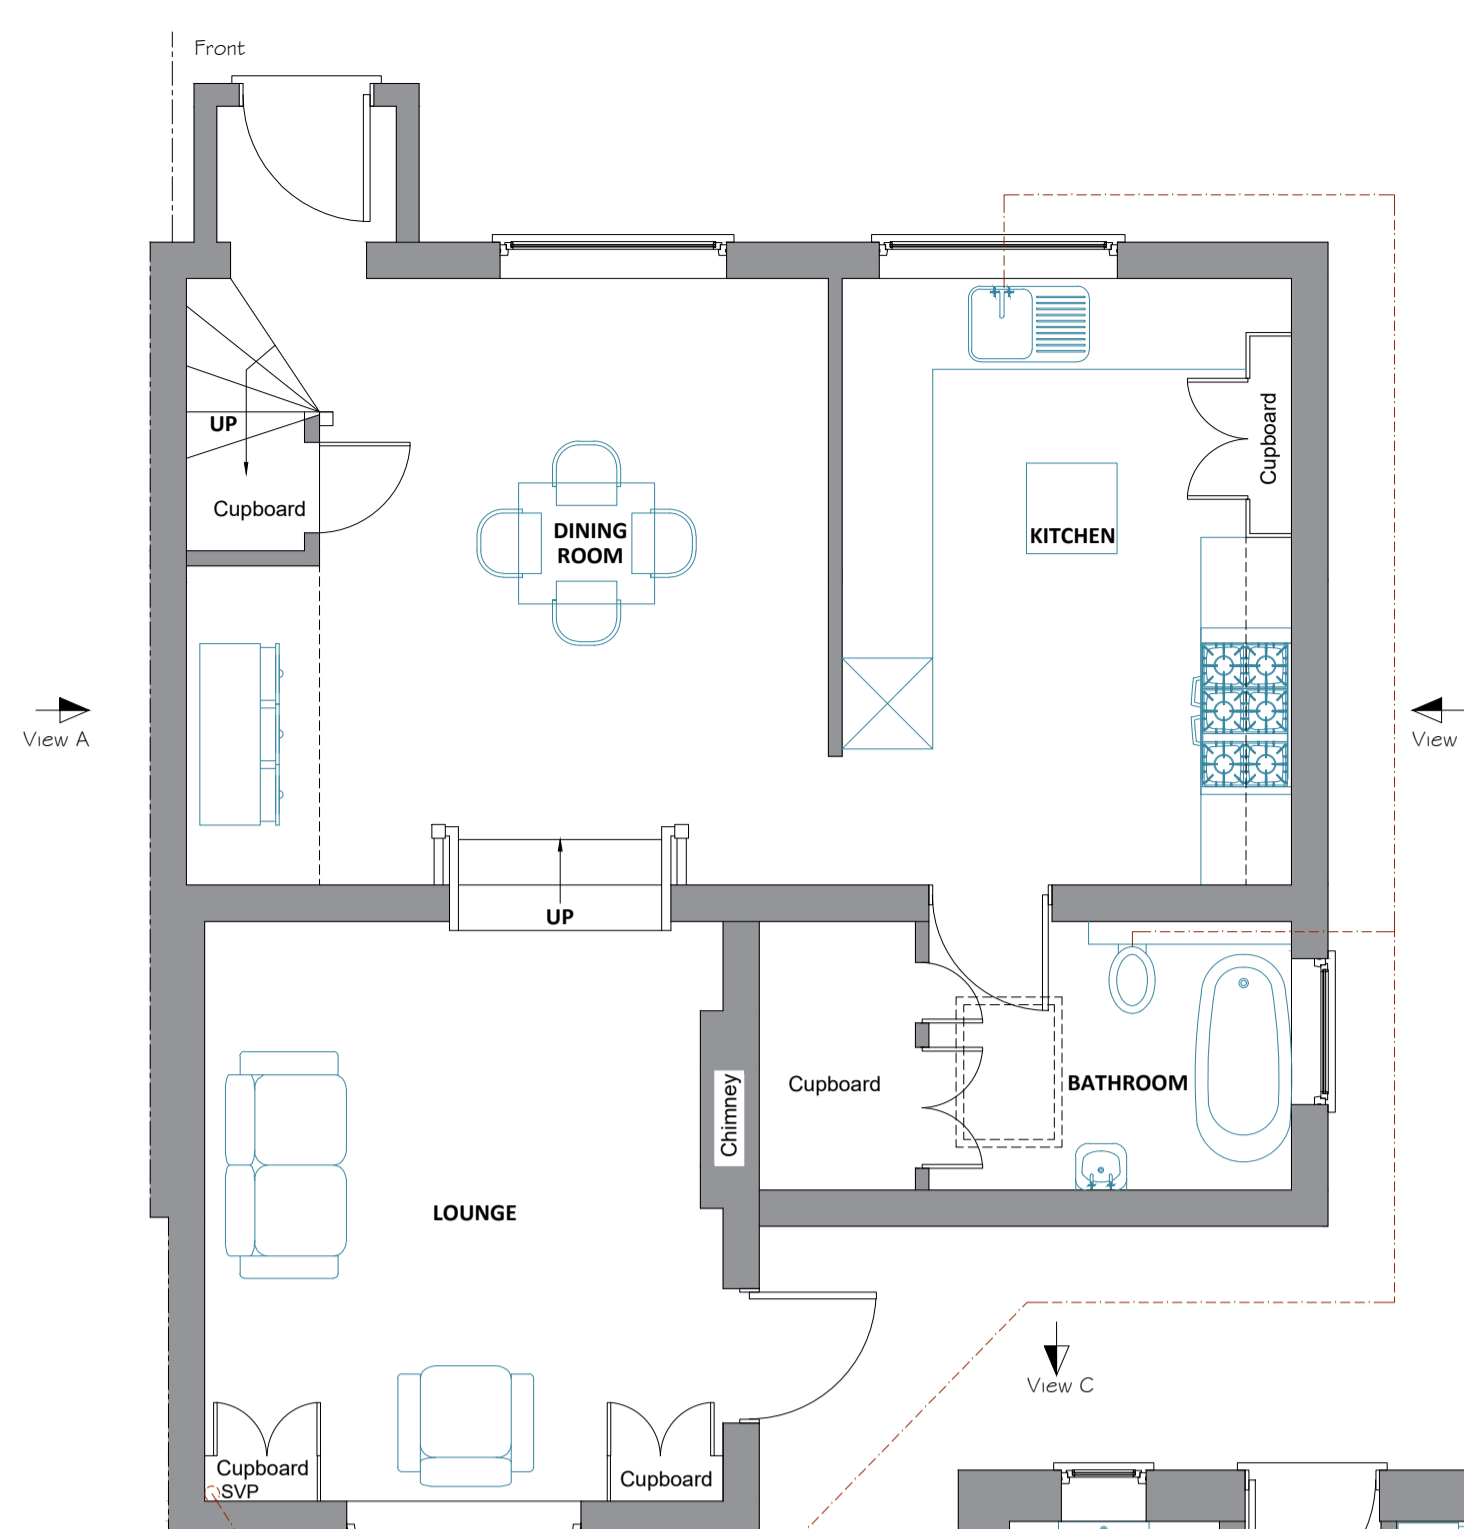 Front
UP
Cupboard
DINING
ROOM
KITCHEN
Cupboard
View A
View
UP
Chimney
Cupboard
BATHROOM
LOUNGE
View C
Cupboard
SVP
Cupboard